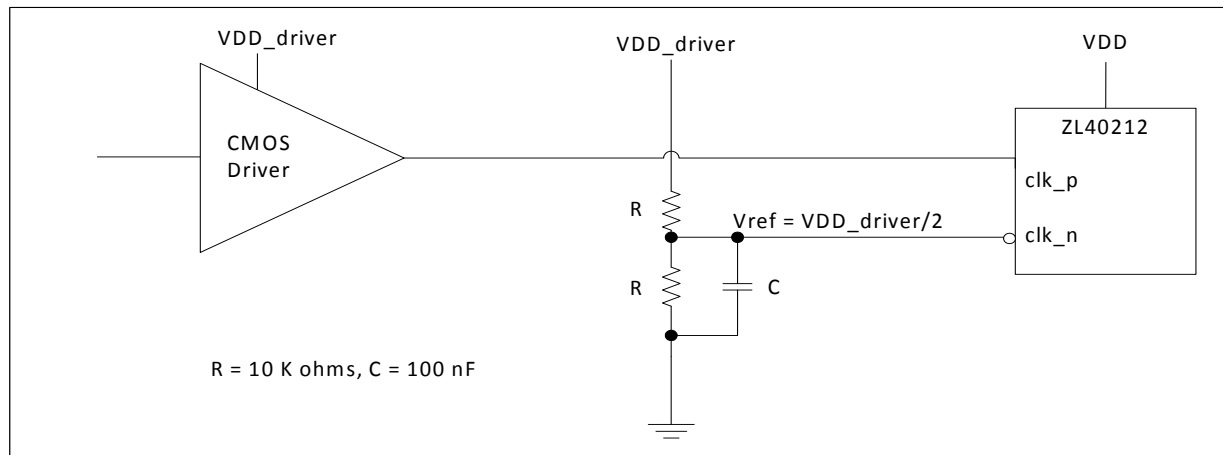 VDD_driver
VDD_driver
VDD
CMOS
Driver
ZL40212
clk_p
R
Vref = VDD_driver/2
clk_n
R
C
R = 10 K ohms, C = 100 nF